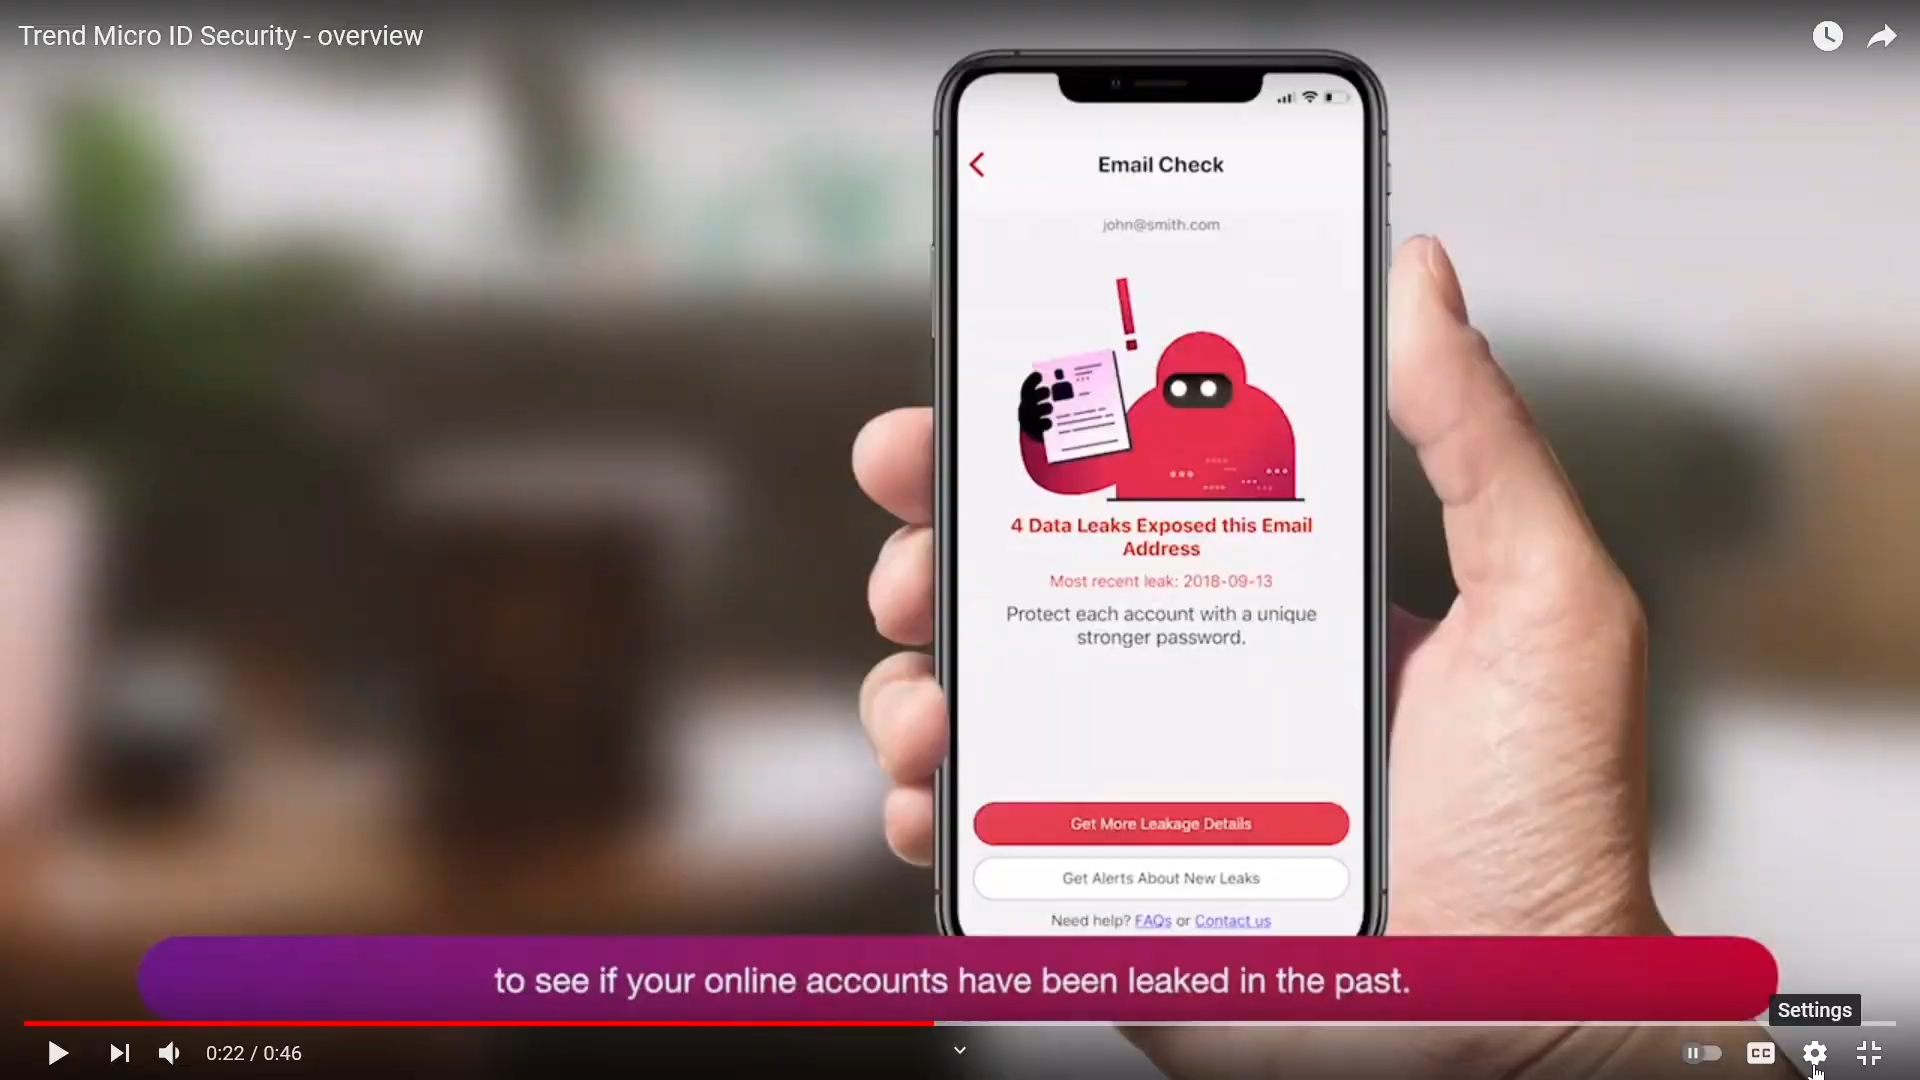 Trend Micro ID Security - overview
Email Check
john@smith.com
4 Data Leaks Exposed this Email
Address
Most recent leak: 2018-09-13
Protect each account with a unique
stronger password.
Get More Leakage Details
Get Alerts About New Leaks
Need help? FAQs or Contact us
to see if your online accounts have been leaked in the past.
Settings
0:22 / 0:46
CC